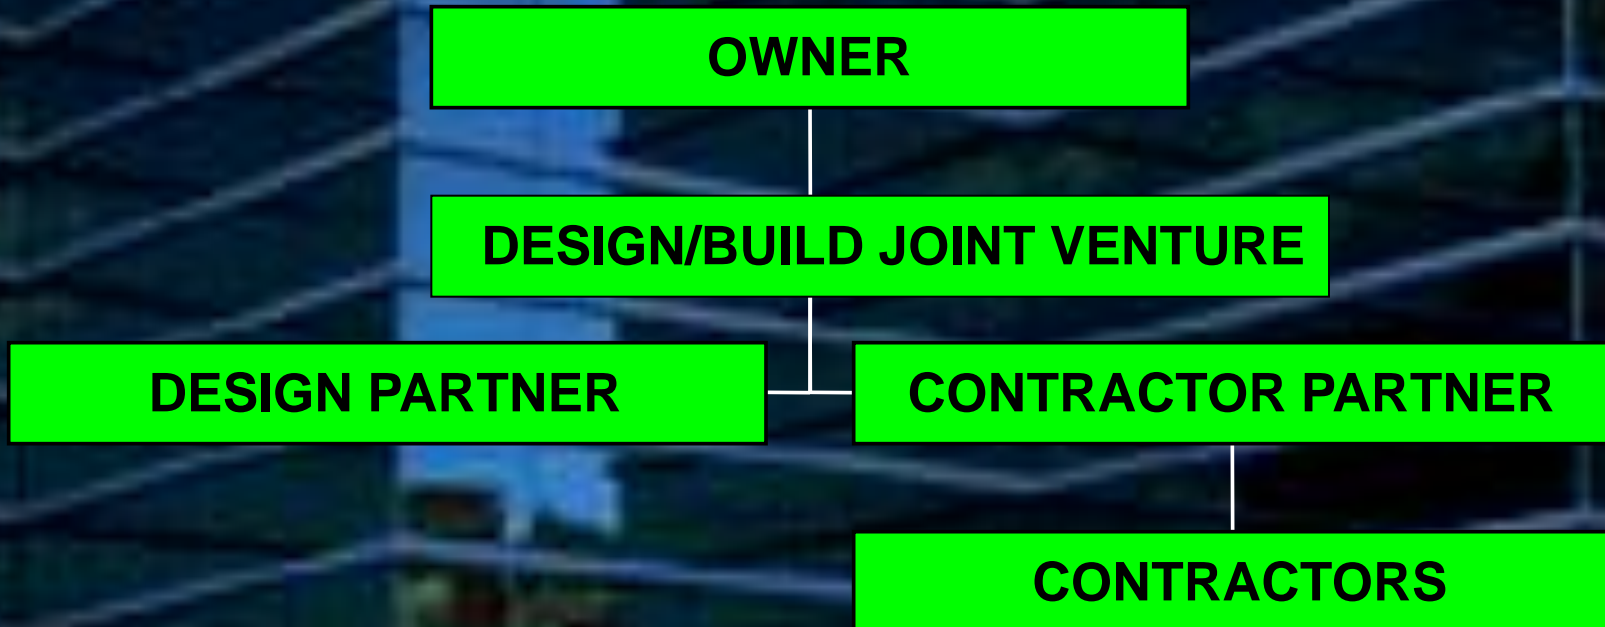 OWNER
DESIGN/BUILD JOINT VENTURE
DESIGN PARTNER
CONTRACTOR PARTNER
CONTRACTORS